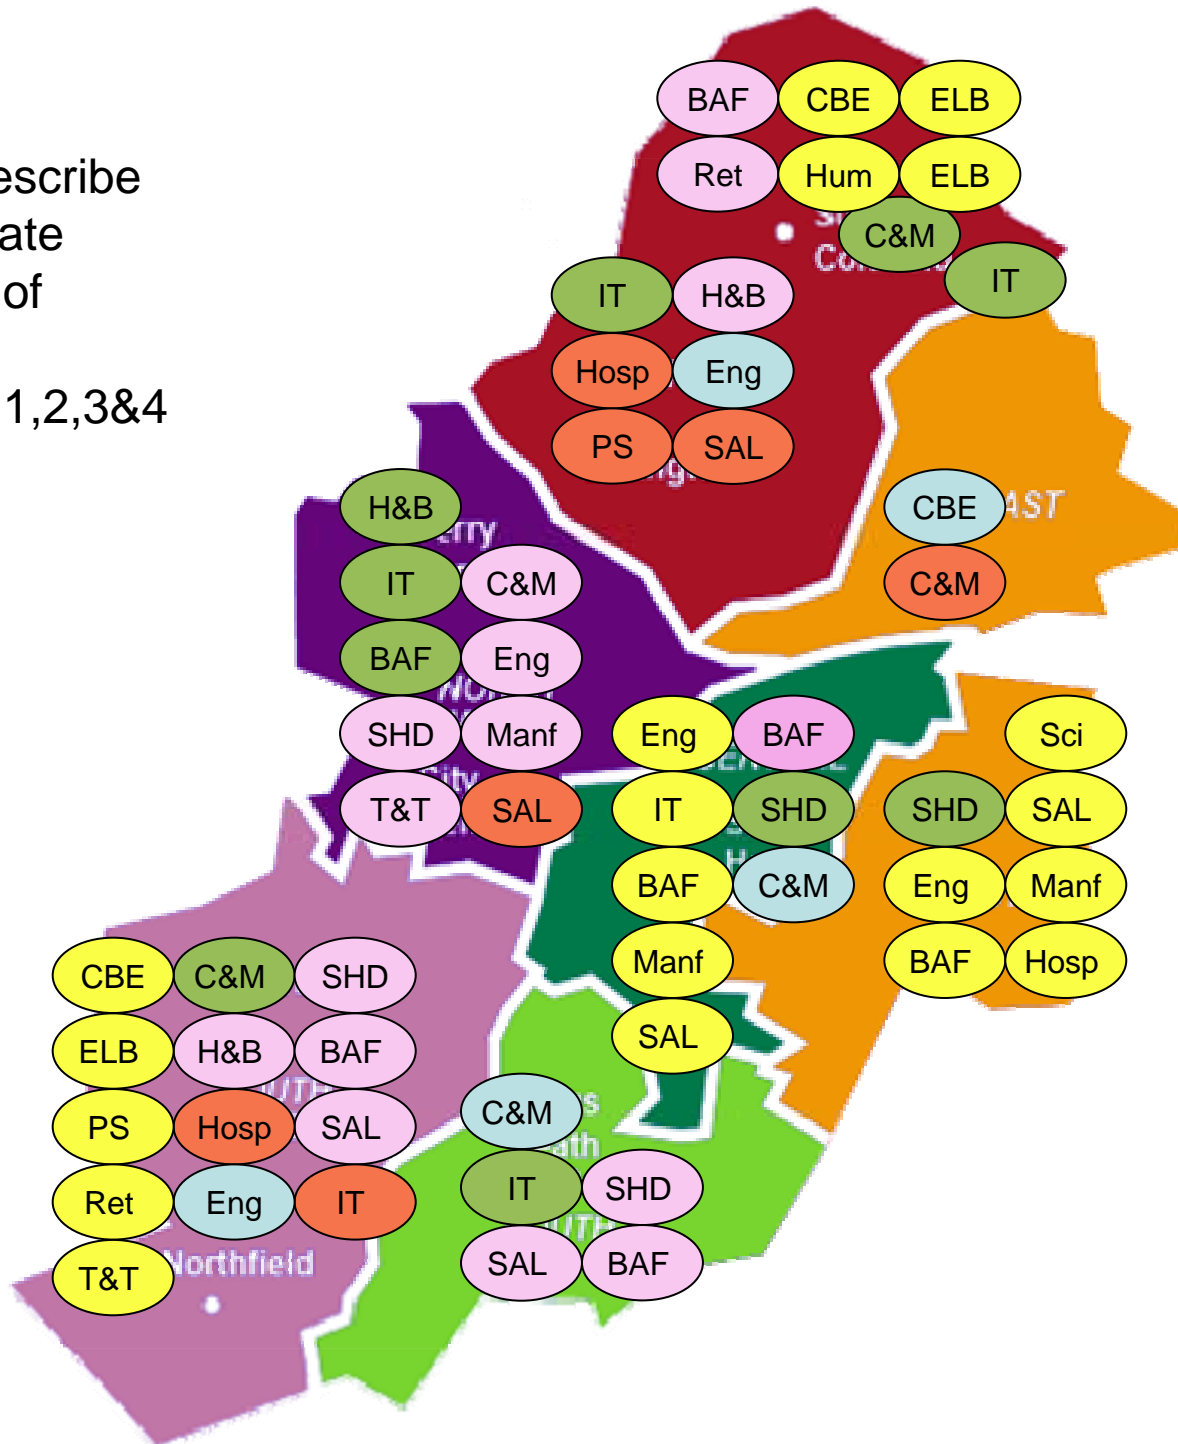 BAF CBE ELB
escribe
Ret Hum ELB
ate
C&M
of
IT
IT H&B
Hosp Eng
1,2,3&4
PS SAL
H&B
CBE
IT C&M
C&M
BAF Eng
SHD Manf
Eng BAF
Sci
T&T SAL
IT SHD
SHD SAL
BAF C&M
Eng Manf
Manf
BAF Hosp
CBE C&M SHD
SAL
ELB H&B BAF
C&M
PS Hosp SAL
IT SHD
Ret Eng IT
SAL BAF
Northfield
T&T